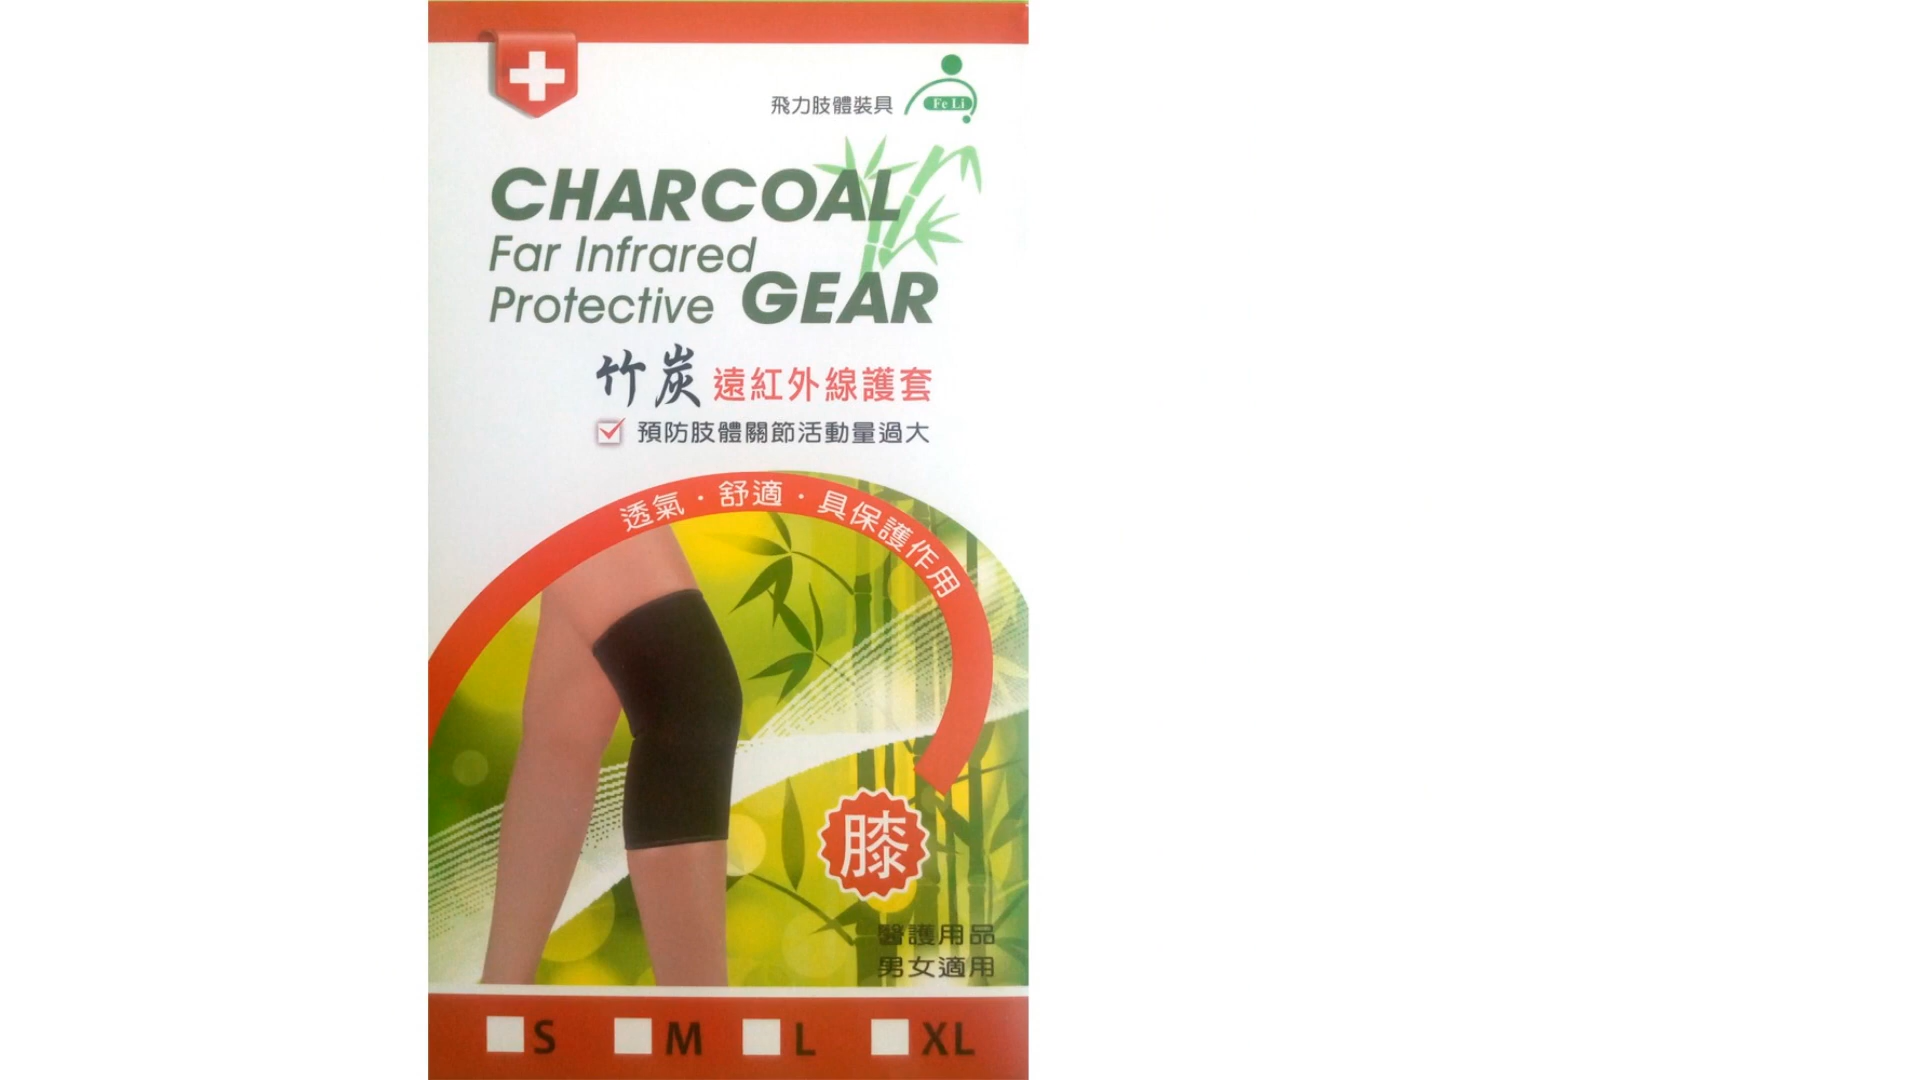 飛力肢體裝具
Fe Li
CHARCOAL
Far Infrared
Protective GEAR
竹炭 遠紅外線護套
預防肢體關節活動量過大
透氣・舒適・具保護作用
膝
醫護用品
男女適用
S M L XL